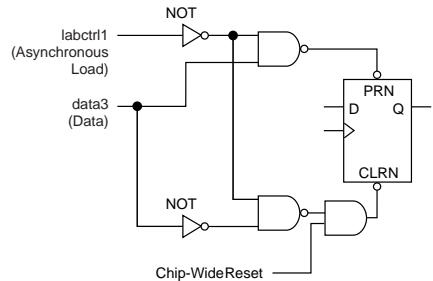 NOT
labctrl1
(Asynchronous
Load)
PRN
data3
(Data)
D
Q
CLRN
NOT
Chip-Wide Reset